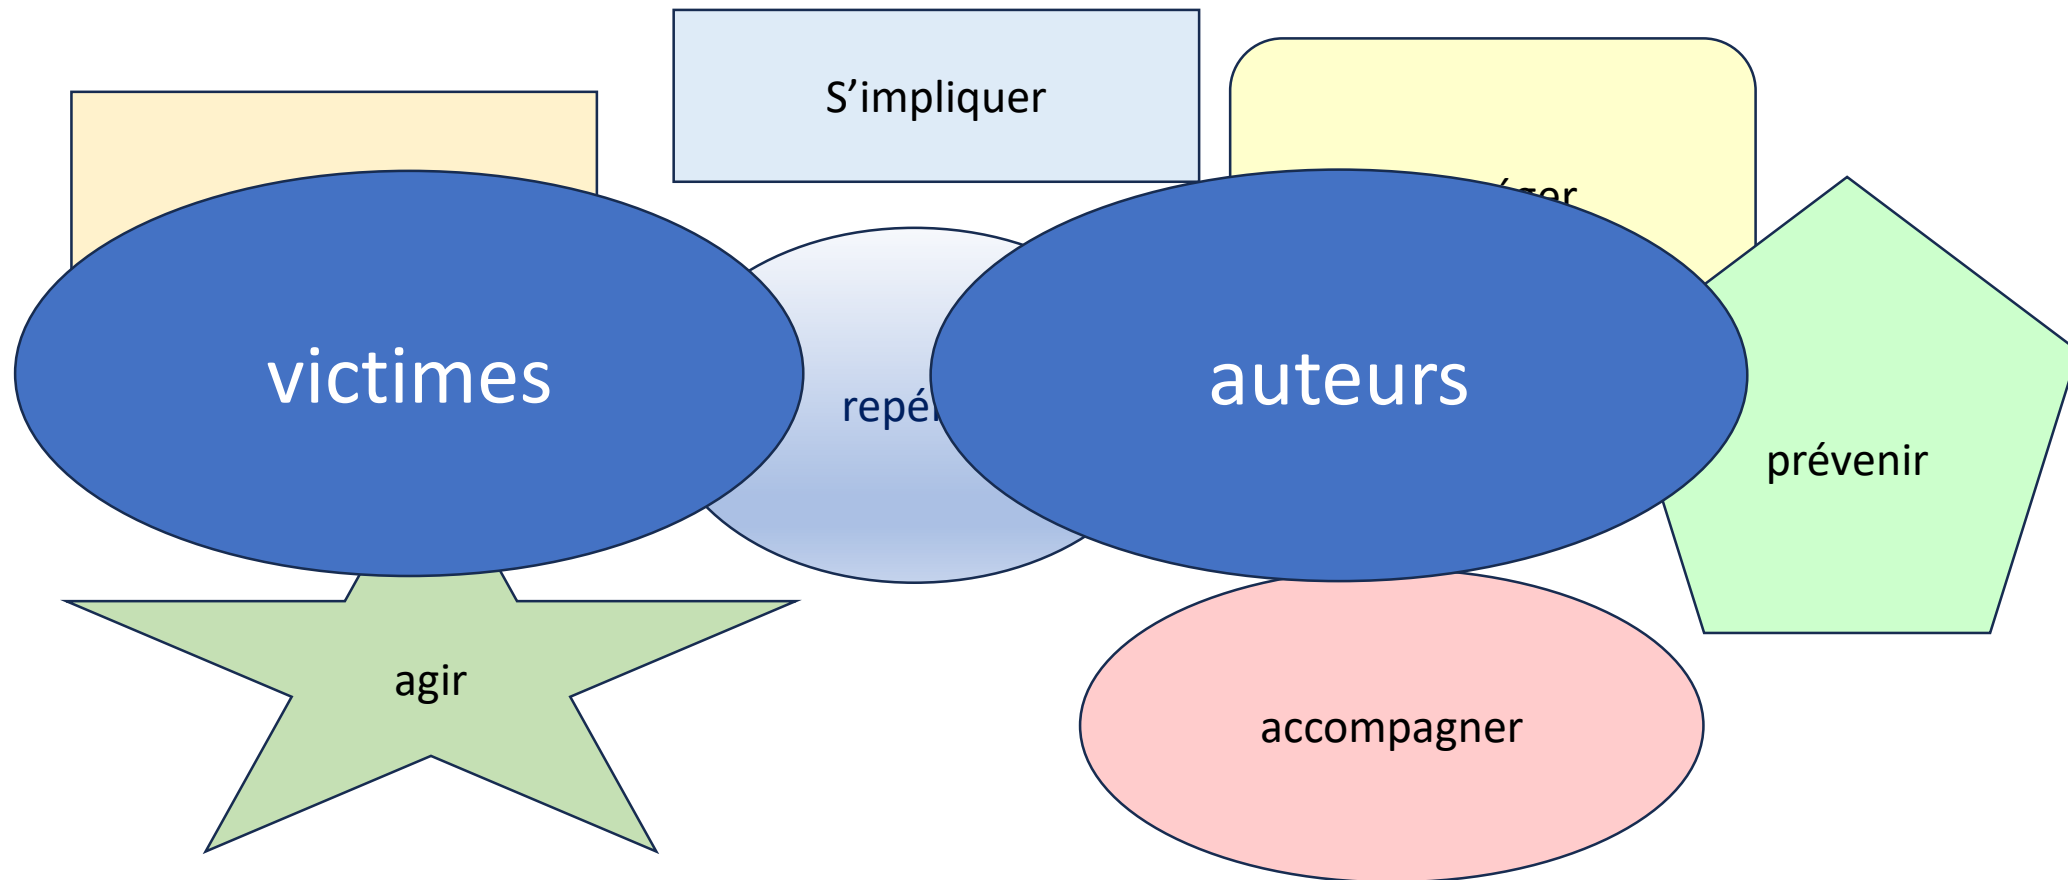 S’impliquer
victimes
auteurs
prévenir
agir
accompagner